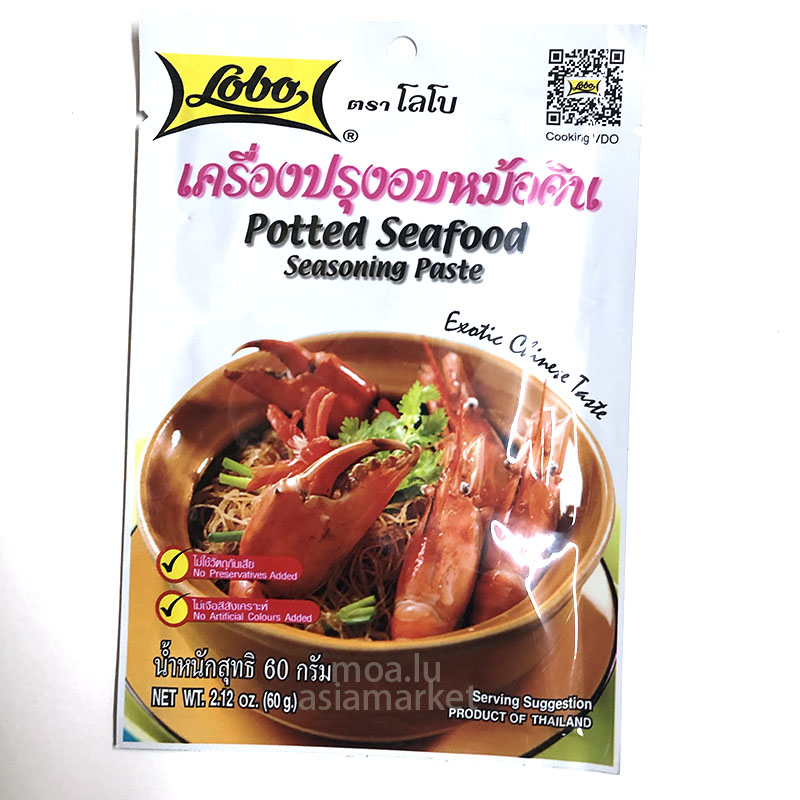 Lobo
®
ตรา โลโบ
Lobo
Cooking VDO
เครื่องปรุงอบหม้อดิน
Potted Seafood
Seasoning Paste
Exotic Chinese Taste
ไม่ใช้วัตถุกันเสีย
No Preservatives Added
ไม่เจือสีสังเคราะห์
No Artificial Colours Added
น้ำหนักสุทธิ 60 กรัม
NET WT. 2.12 oz. (60 g.)
moa.lu
asiamarket
Serving Suggestion
PRODUCT OF THAILAND